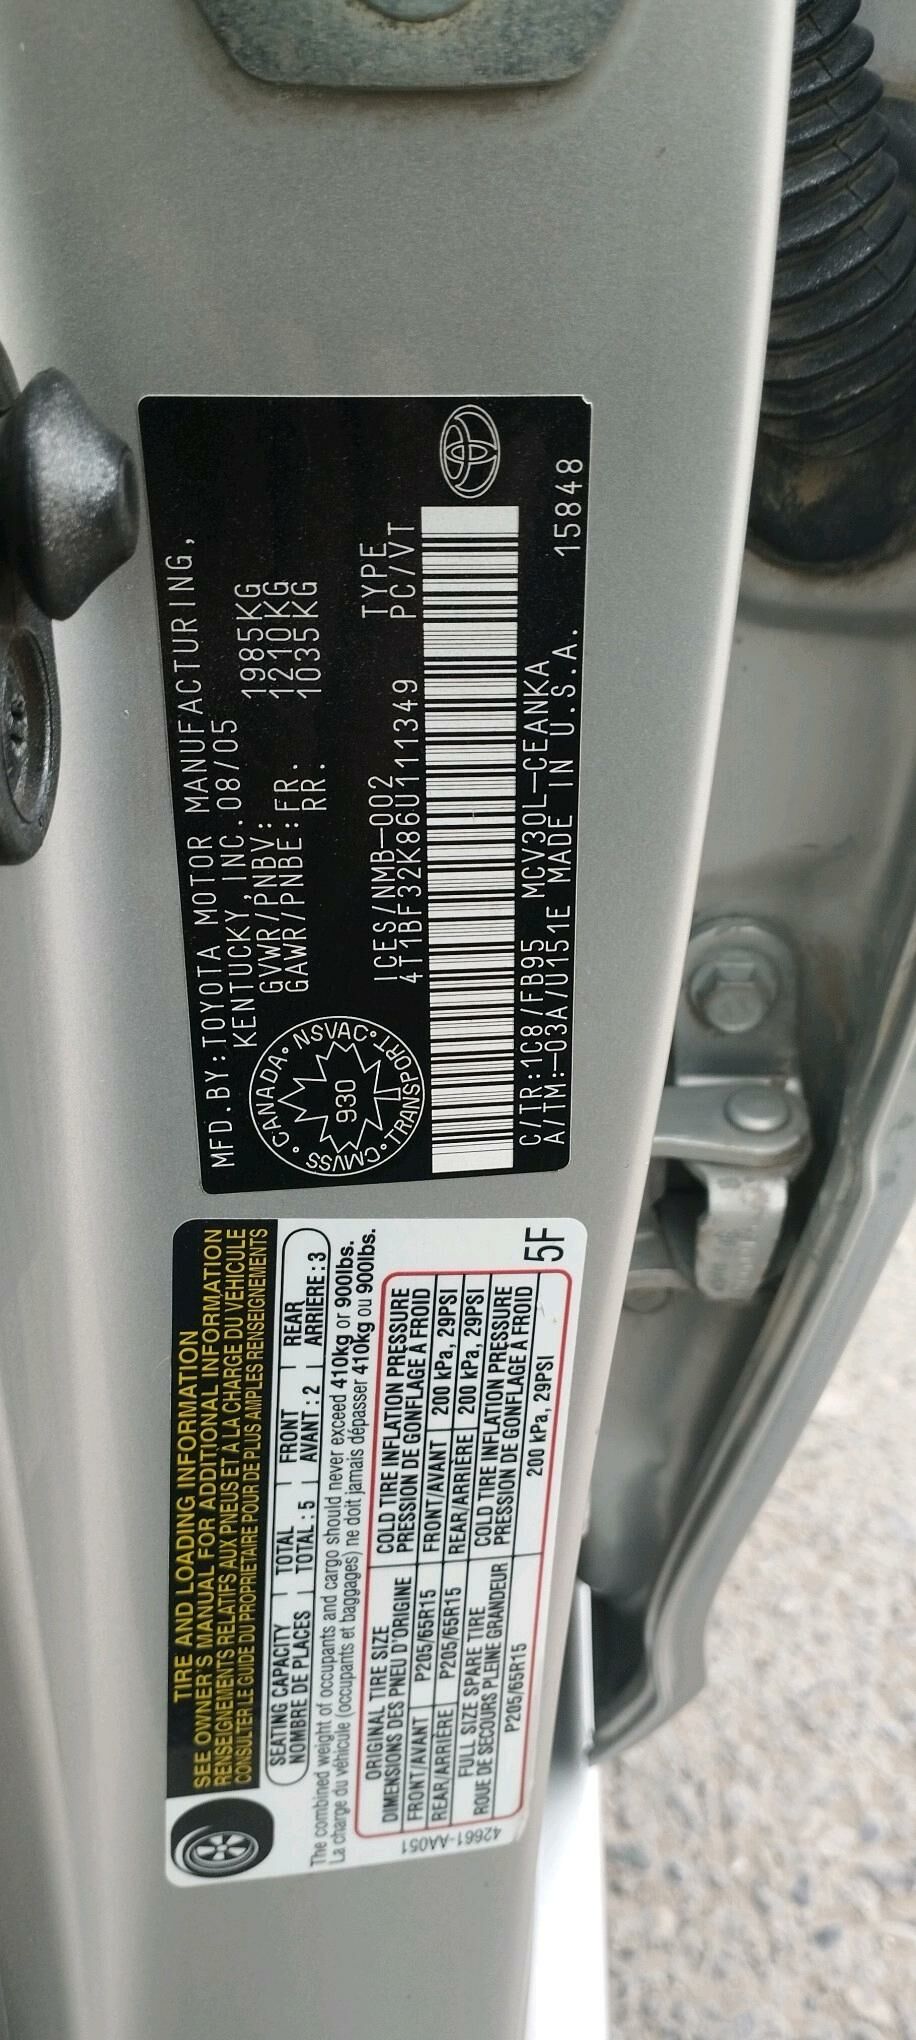 MFD.BY:TOYOTA MOTOR MANUFACTURING,
KENTUCKY,INC.08/05
GVWR/PNBV: 1985KG
GAWR/PNBE:FR. 1210KG
RR. 1035KG
CANADA NSVAC TRANSPORT CMVSS
930
ICES/NMB-002 TYPE
4T1BF32K86U111349 PC/VT
C/TR:1C8/FB95 MCV30L-CEANKA
A/TM:-03A/U151E MADE IN U.S.A. 15848
TIRE AND LOADING INFORMATION
SEE OWNER'S MANUAL FOR ADDITIONAL INFORMATION
RENSEIGNEMENTS RELATIFS AUX PNEUS ET A LA CHARGE DU VEHICULE
CONSULTER LE GUIDE DU PROPRIETAIRE POUR DE PLUS AMPLES RENSEIGNEMENTS
SEATING CAPACITY TOTAL FRONT REAR
NOMBRE DE PLACES TOTAL:5 AVANT:2 ARRIERE:3
The combined weight of occupants and cargo should never exceed 410kg or 900lbs.
La charge du véhicule (occupants et baggages) ne doit jamais dépasser 410kg ou 900lbs.
ORIGINAL TIRE SIZE COLD TIRE INFLATION PRESSURE
DIMENSIONS DES PNEU D'ORIGINE PRESSION DE GONFLAGE À FROID
FRONT/AVANT P205/65R15 FRONT/AVANT 200 kPa, 29PSI
REAR/ARRIÈRE P205/65R15 REAR/ARRIÈRE 200 kPa, 29PSI
FULL SIZE SPARE TIRE COLD TIRE INFLATION PRESSURE
ROUE DE SECOURS PLEINE GRANDEUR PRESSION DE GONFLAGE À FROID
P205/65R15 200 KPa, 29PSI
5F
42661-AA051